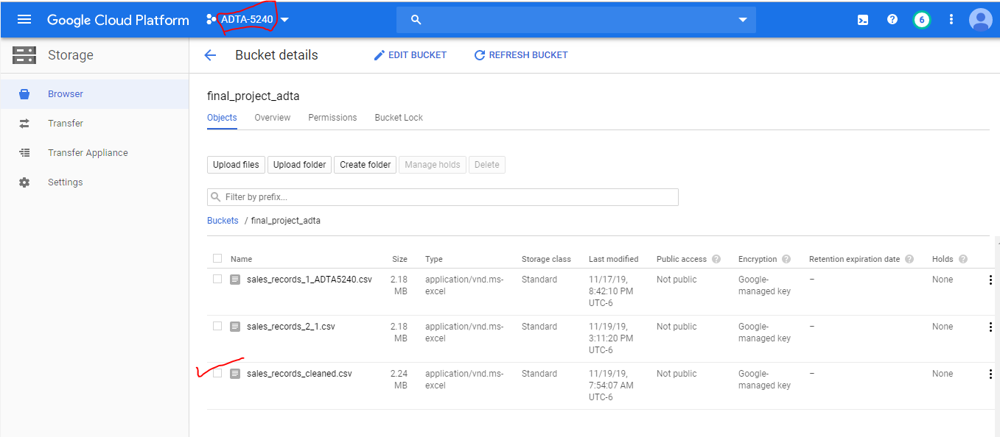 Google Cloud Platform ADTA-5240 6
Storage Bucket details EDIT BUCKET REFRESH BUCKET
Browser
Transfer
Transfer Appliance
Settings
final_project_adta
Objects Overview Permissions Bucket Lock
Upload files Upload folder Create folder Manage holds Delete
Filter by prefix...
Buckets / final_project_adta
Name Size Type Storage class Last modified Public access Encryption Retention expiration date Holds
sales_records_1_ADTA5240.csv 2.18 application/vnd.ms- Standard 11/17/19, Not public Google- – None
MB excel 8:42:10 PM managed key
UTC-6
sales_records_2_1.csv 2.18 application/vnd.ms- Standard 11/19/19, Not public Google- – None
MB excel 3:11:20 PM managed key
UTC-6
sales_records_cleaned.csv 2.24 application/vnd.ms- Standard 11/19/19, Not public Google- – None
MB excel 7:54:07 AM managed key
UTC-6